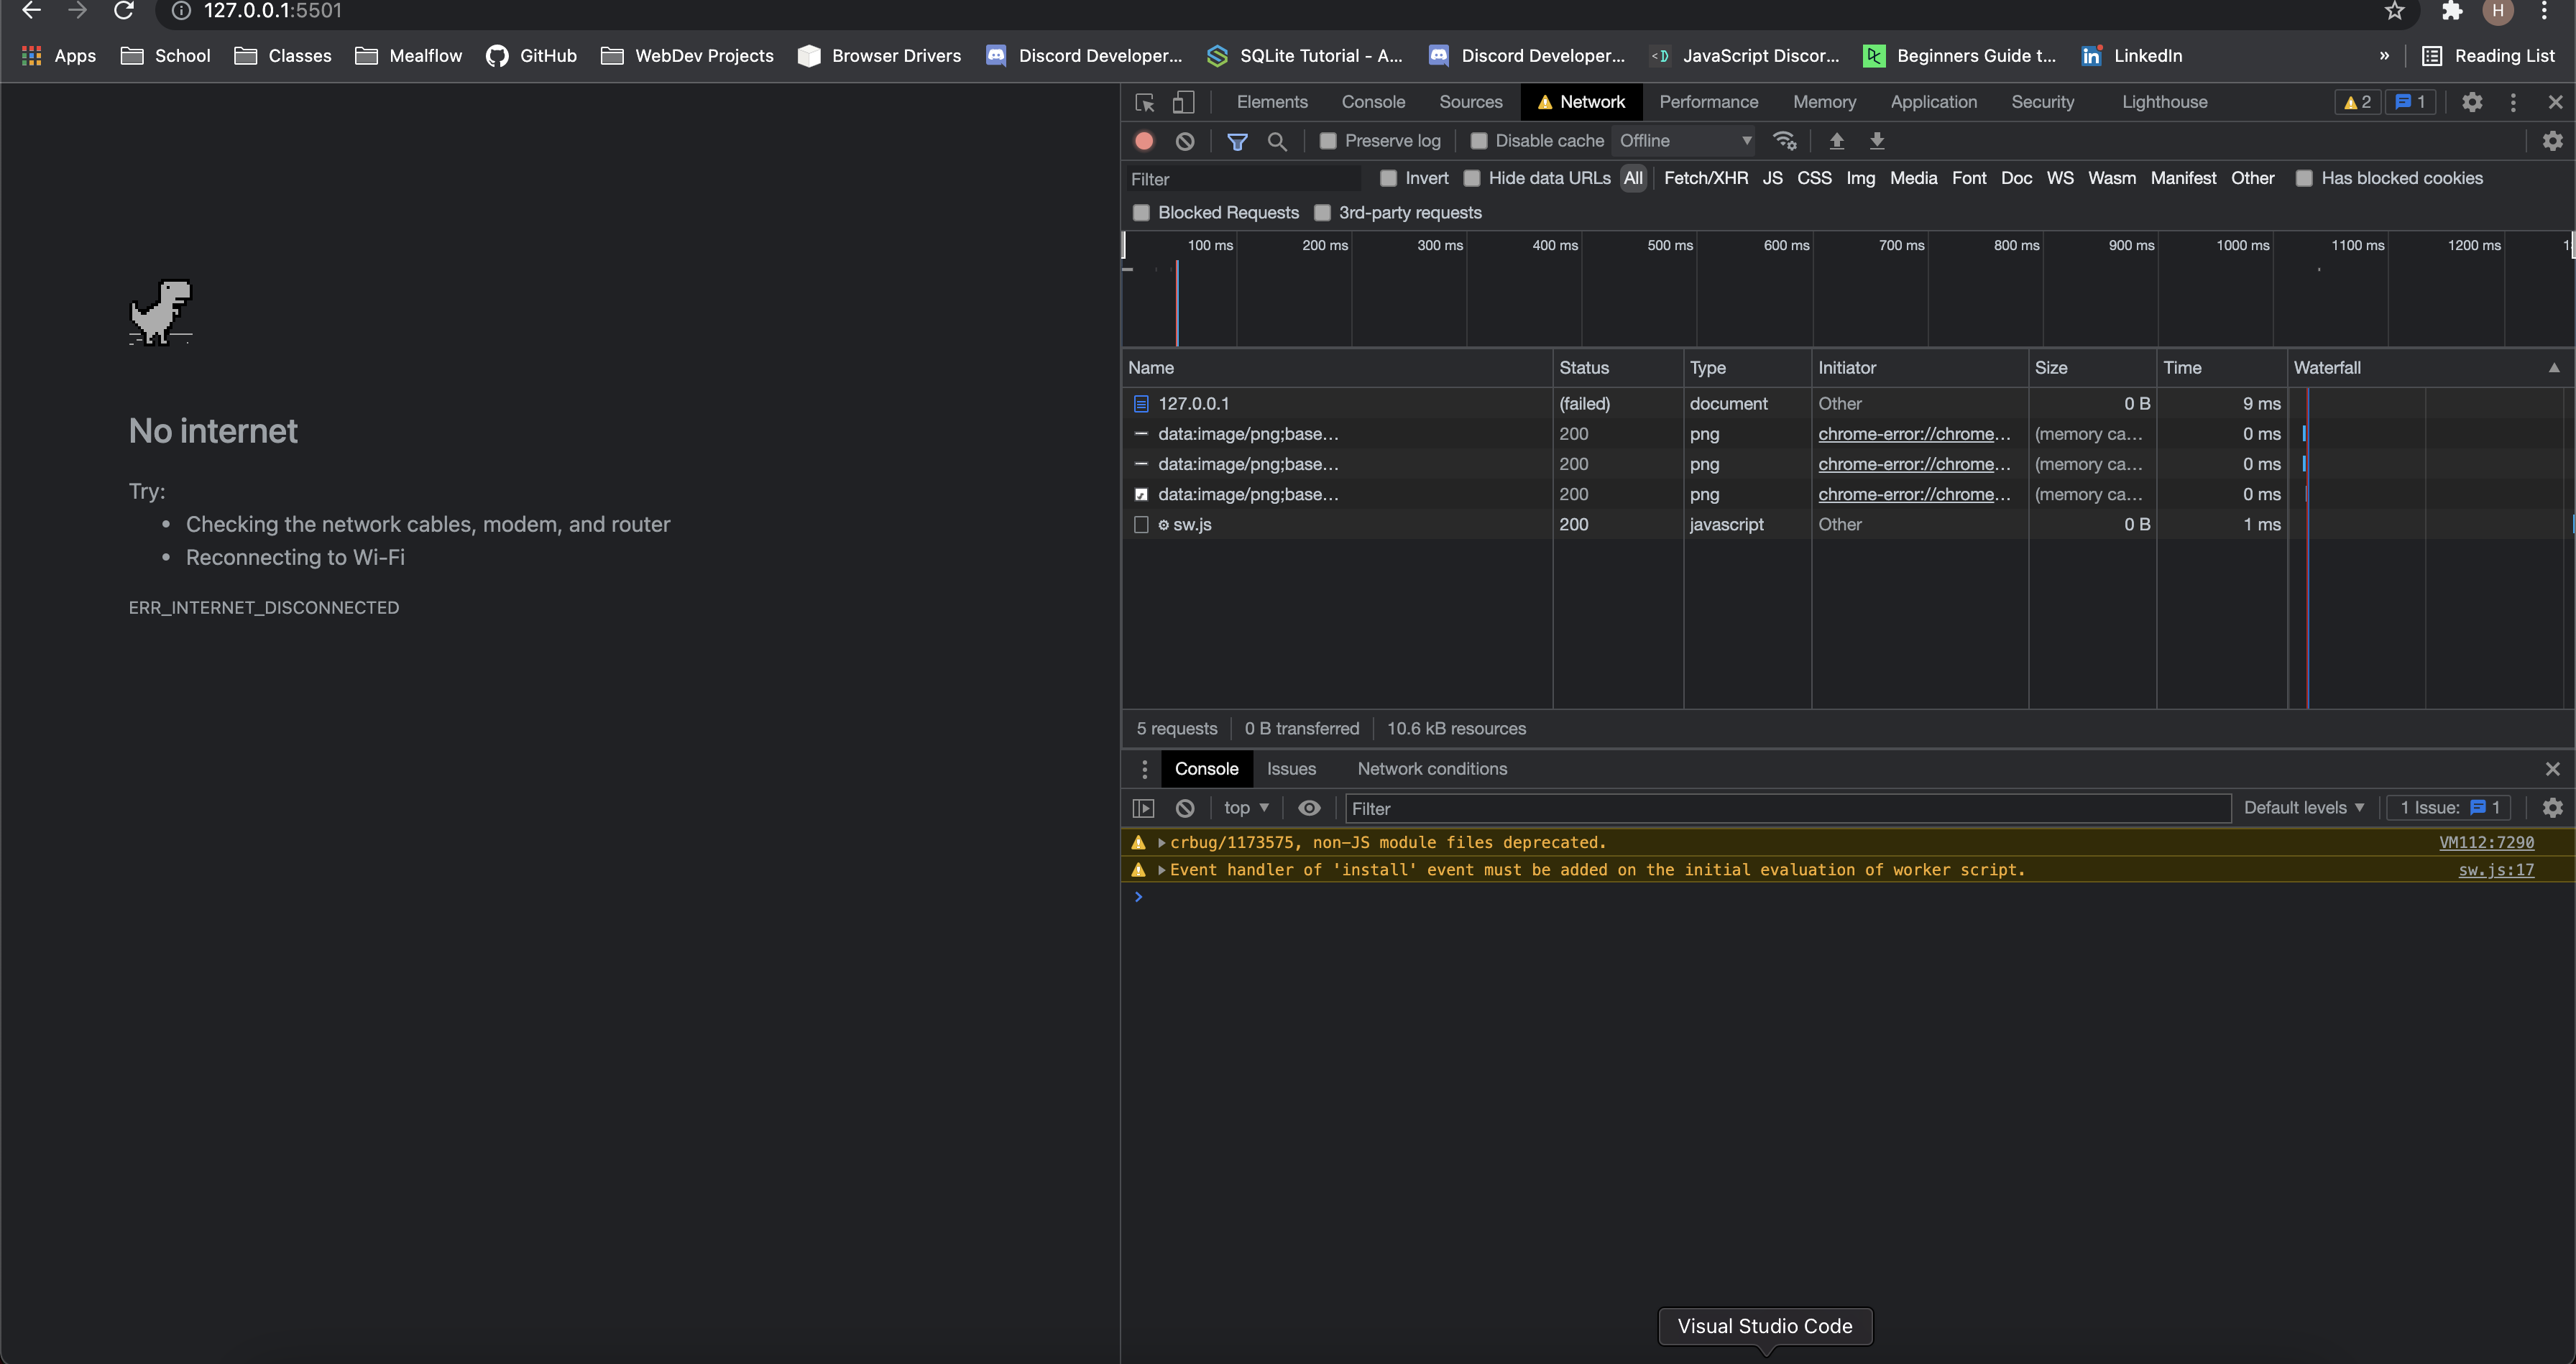 127.0.0.1:5501
H
Apps School Classes Mealflow GitHub WebDev Projects Browser Drivers Discord Developer... SQLite Tutorial - A... Discord Developer... <D> JavaScript Discor... Beginners Guide t... in LinkedIn » Reading List
Elements Console Sources Network Performance Memory Application Security Lighthouse 2 1
Preserve log Disable cache Offline
Filter Invert Hide data URLs All Fetch/XHR JS CSS Img Media Font Doc WS Wasm Manifest Other Has blocked cookies
Blocked Requests 3rd-party requests
100 ms 200 ms 300 ms 400 ms 500 ms 600 ms 700 ms 800 ms 900 ms 1000 ms 1100 ms 1200 ms
Name Status Type Initiator Size Time Waterfall
127.0.0.1 (failed) document Other 0 B 9 ms
data:image/png;base... 200 png chrome-error://chrome... (memory ca... 0 ms
data:image/png;base... 200 png chrome-error://chrome... (memory ca... 0 ms
data:image/png;base... 200 png chrome-error://chrome... (memory ca... 0 ms
sw.js 200 javascript Other 0 B 1 ms
5 requests 0 B transferred 10.6 kB resources
Console Issues Network conditions
top Filter Default levels 1 Issue: 1
crbug/1173575, non-JS module files deprecated. VM112:7290
Event handler of 'install' event must be added on the initial evaluation of worker script. sw.js:17
No internet
Try:
• Checking the network cables, modem, and router
• Reconnecting to Wi-Fi
ERR_INTERNET_DISCONNECTED
Visual Studio Code